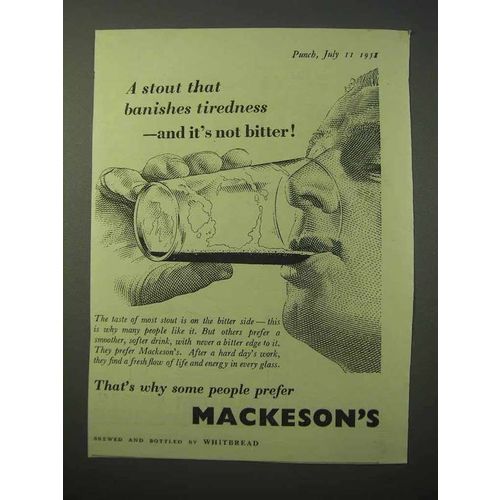 Punch, July 11 1951
A stout that
banishes tiredness
—and it's not bitter!
The taste of most stout is on the bitter side — this
is why many people like it. But others prefer a
smoother, softer drink, with never a bitter edge to it.
They prefer Mackeson's. After a hard day's work,
they find a fresh flow of life and energy in every glass.
That's why some people prefer
MACKESON'S
BREWED AND BOTTLED BY WHITBREAD